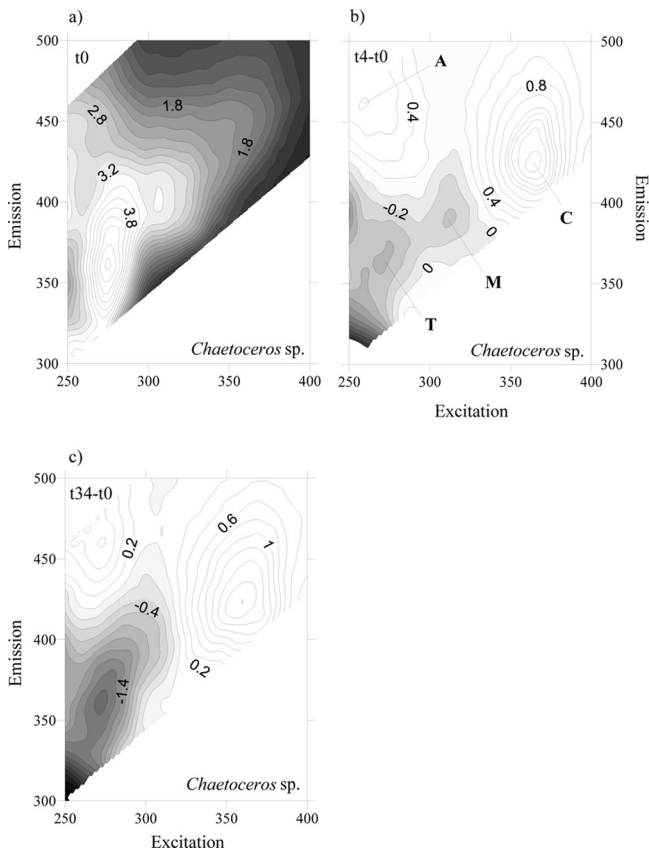 a)
t0
500
450
400
350
300
250
300
350
400
Emission
2.8
1.8
1.8
3.2
3.8
Chaetoceros sp.
b)
t4-t0
500
450
400
350
300
250
300
350
400
Emission
Excitation
A
0.4
0.8
-0.2
0.4
0
0
C
M
T
Chaetoceros sp.
c)
t34-t0
500
450
400
350
300
250
300
350
400
Emission
Excitation
0.2
0.6
1
-0.4
-1.4
0.2
Chaetoceros sp.